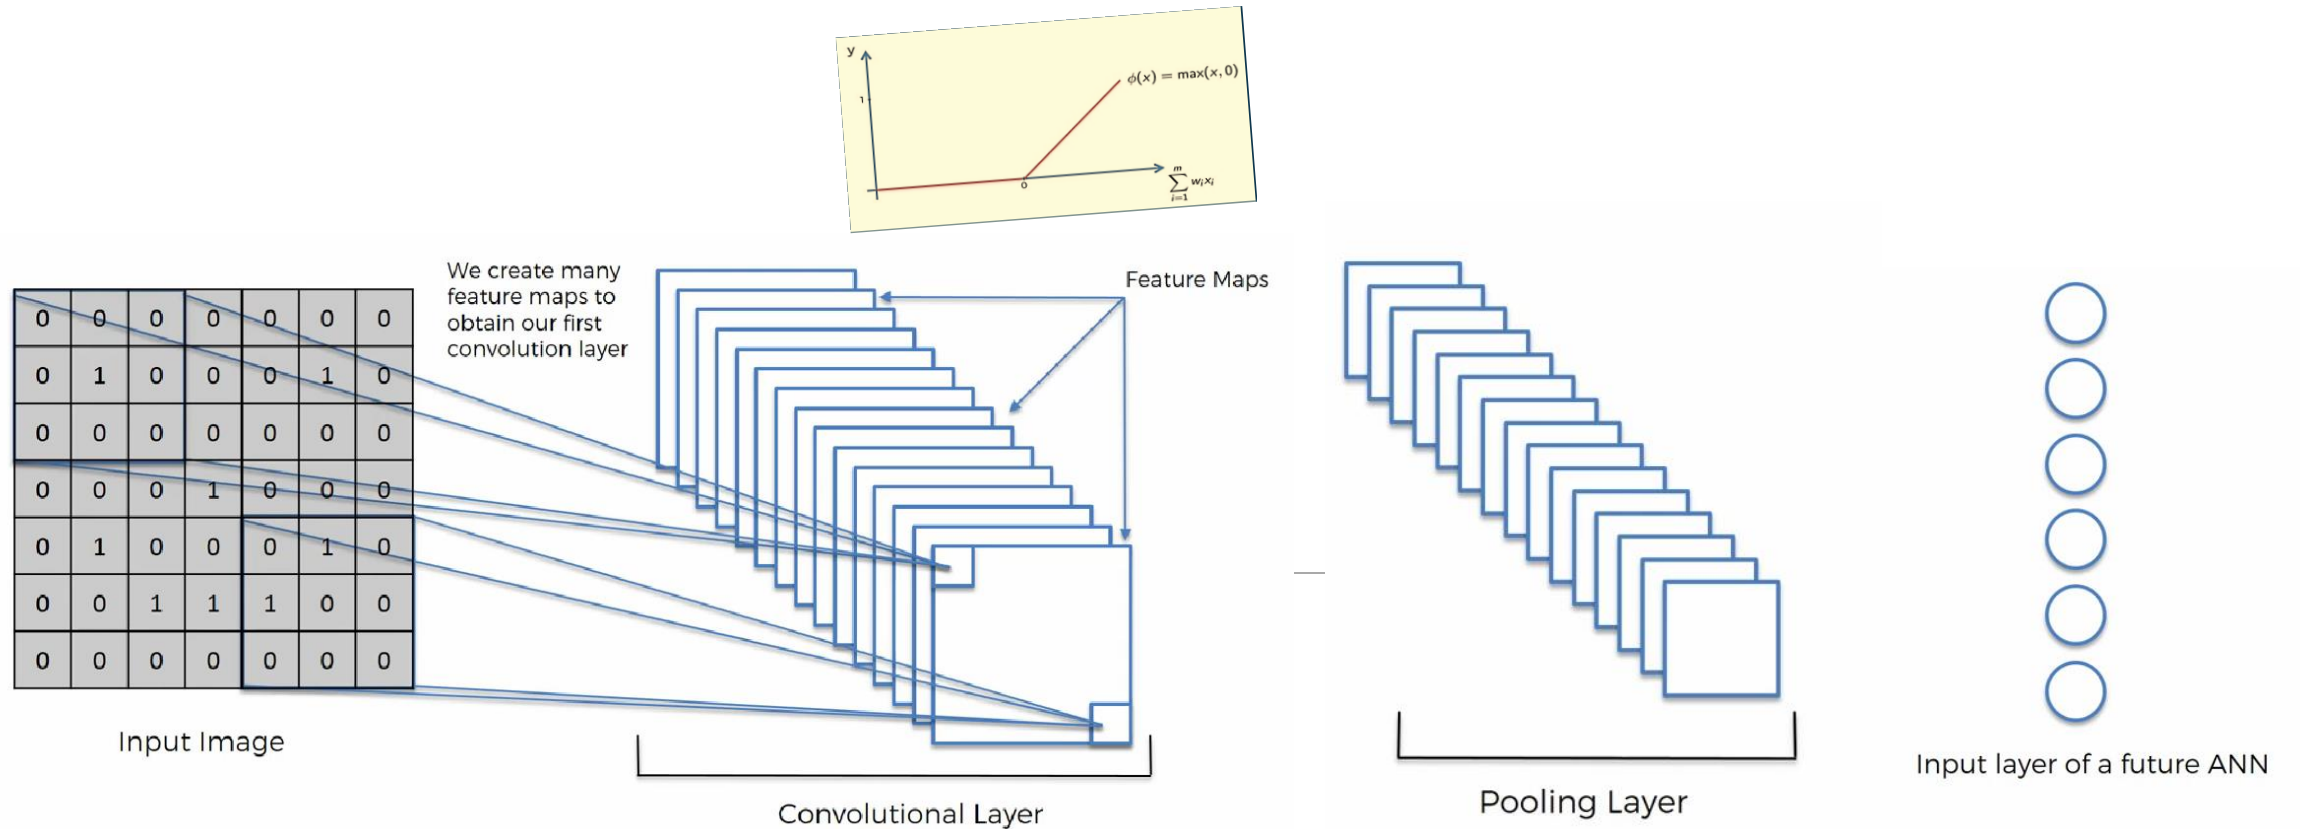 y
1
ϕ(x) = max(x, 0)
0
m
∑ wᵢxᵢ
i=1
We create many
feature maps to
obtain our first
convolution layer
Feature Maps
0 0 0 0 0 0 0
0 1 0 0 0 1 0
0 0 0 0 0 0 0
0 0 0 1 0 0 0
0 1 0 0 0 1 0
0 0 1 1 1 0 0
0 0 0 0 0 0 0
Input Image
Convolutional Layer
Pooling Layer
Input layer of a future ANN